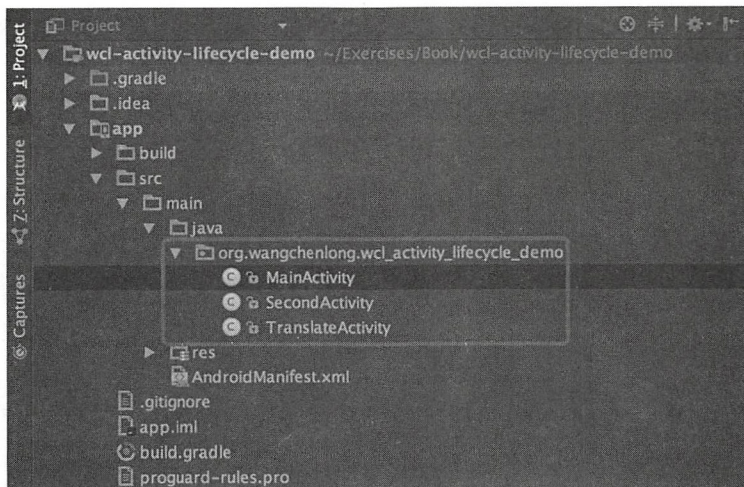 Project
1: Project
wcl-activity-lifecycle-demo ~/Exercises/Book/wcl-activity-lifecycle-demo
.gradle
.idea
app
build
7: Structure
src
main
java
org.wangchenlong.wcl_activity_lifecycle_demo
MainActivity
Captures
SecondActivity
TranslateActivity
res
AndroidManifest.xml
.gitignore
app.iml
build.gradle
proguard-rules.pro